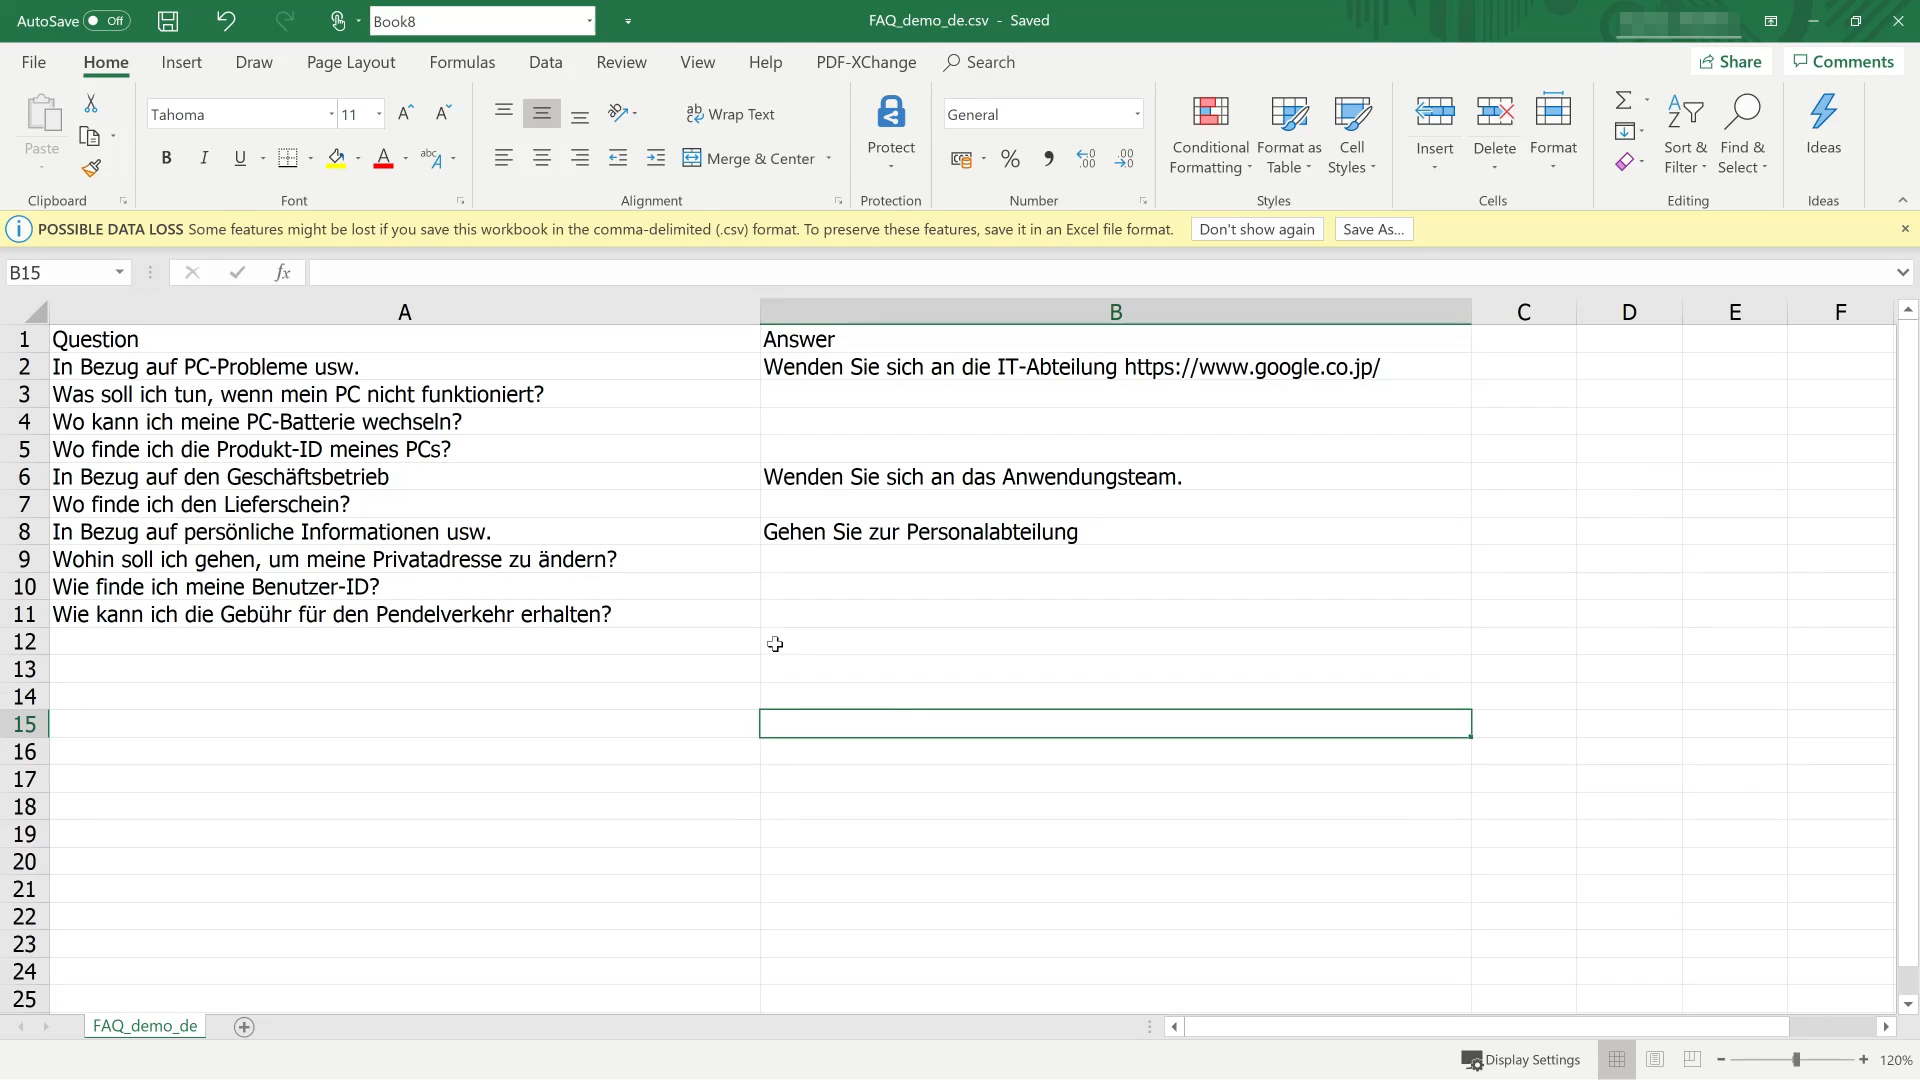 AutoSave Off Book8 FAQ_demo_de.csv - Saved
File Home Insert Draw Page Layout Formulas Data Review View Help PDF-XChange Search Share Comments
Paste Tahoma 11 Wrap Text Merge & Center Protect General Conditional Formatting Format as Table Cell Styles Insert Delete Format Sort & Filter Find & Select Ideas
Clipboard Font Alignment Protection Number Styles Cells Editing Ideas
POSSIBLE DATA LOSS Some features might be lost if you save this workbook in the comma-delimited (.csv) format. To preserve these features, save it in an Excel file format. Don't show again Save As...
B15 fx
A B C D E F
1 Question Answer
2 In Bezug auf PC-Probleme usw. Wenden Sie sich an die IT-Abteilung https://www.google.co.jp/
3 Was soll ich tun, wenn mein PC nicht funktioniert?
4 Wo kann ich meine PC-Batterie wechseln?
5 Wo finde ich die Produkt-ID meines PCs?
6 In Bezug auf den Geschäftsbetrieb Wenden Sie sich an das Anwendungsteam.
7 Wo finde ich den Lieferschein?
8 In Bezug auf persönliche Informationen usw. Gehen Sie zur Personalabteilung
9 Wohin soll ich gehen, um meine Privatadresse zu ändern?
10 Wie finde ich meine Benutzer-ID?
11 Wie kann ich die Gebühr für den Pendelverkehr erhalten?
12
13
14
15
16
17
18
19
20
21
22
23
24
25
FAQ_demo_de
Display Settings 120%